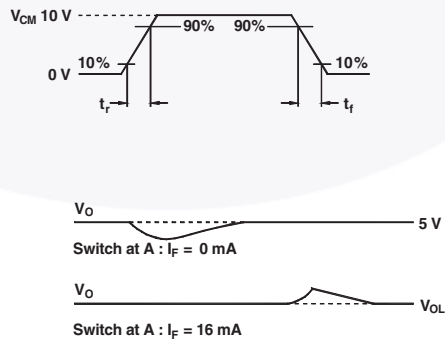 V_CM 10 V
90% 90%
10% 10%
0 V
t_r t_f
V_O
5 V
Switch at A : I_F = 0 mA
V_O
V_OL
Switch at A : I_F = 16 mA